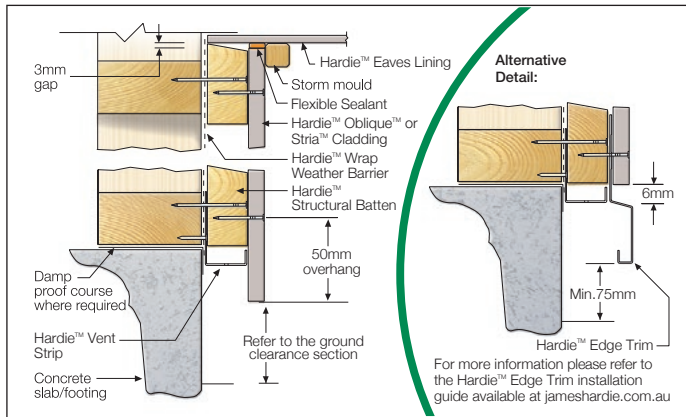 3mm
gap
Hardie™ Eaves Lining
Storm mould
Flexible Sealant
Hardie™ Oblique™ or
Stria™ Cladding
Hardie™ Wrap
Weather Barrier
Hardie™
Structural Batten
50mm
overhang
Damp
proof course
where required
Hardie™ Vent
Strip
Refer to the ground
clearance section
Concrete
slab/footing
Alternative
Detail:
6mm
Min.75mm
Hardie™ Edge Trim
For more information please refer to
the Hardie™ Edge Trim installation
guide available at jameshardie.com.au